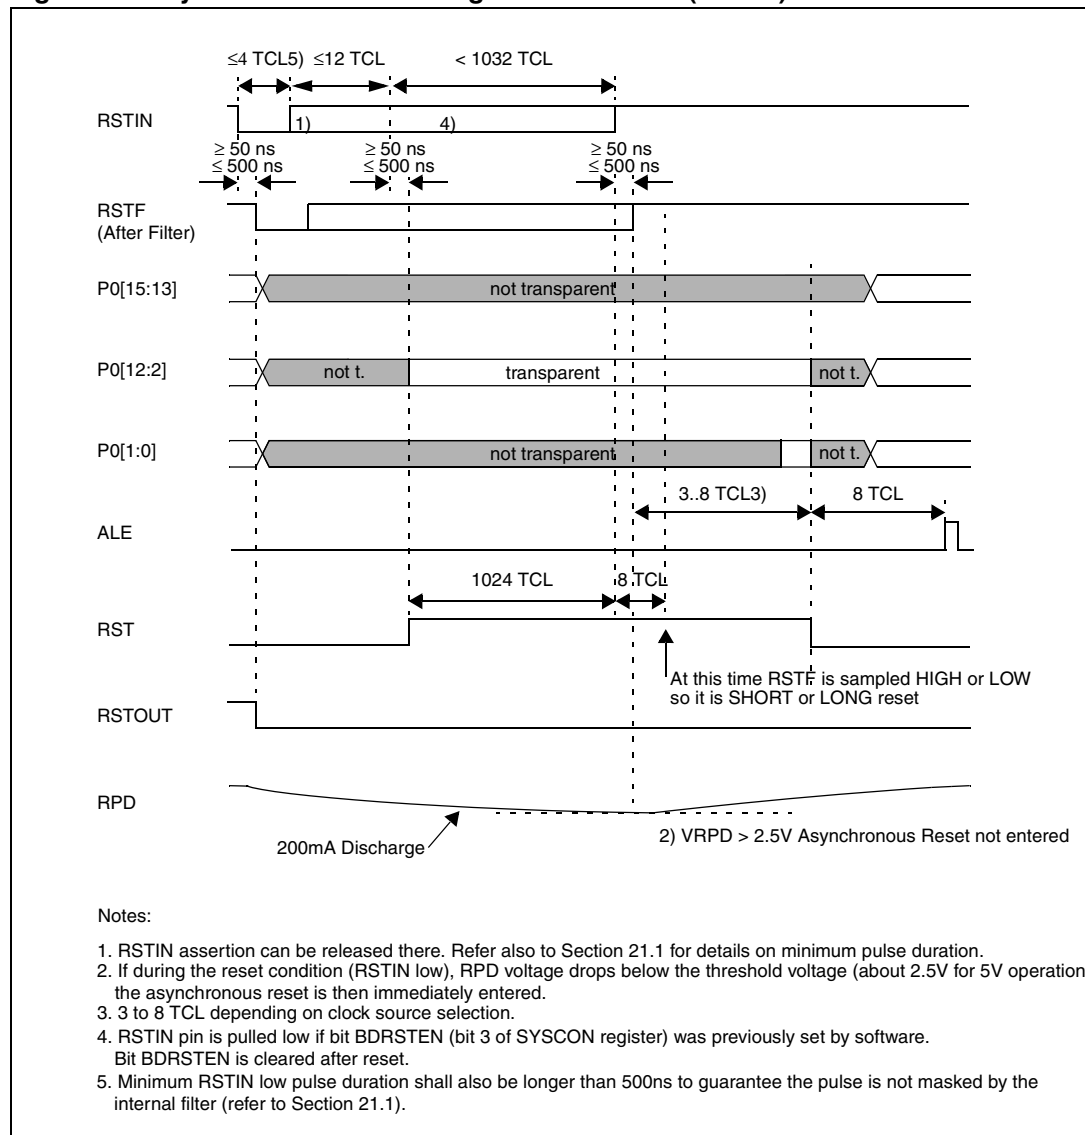 ≤4 TCL5) ≤12 TCL < 1032 TCL
RSTIN
1) 4)
≥ 50 ns ≥ 50 ns ≥ 50 ns
≤ 500 ns ≤ 500 ns ≤ 500 ns
RSTF
(After Filter)
P0[15:13] not transparent
P0[12:2] not t. transparent not t.
P0[1:0] not transparent not t.
3..8 TCL3) 8 TCL
ALE
1024 TCL 8 TCL
RST
At this time RSTF is sampled HIGH or LOW
so it is SHORT or LONG reset
RSTOUT
RPD
200mA Discharge
2) VRPD > 2.5V Asynchronous Reset not entered
Notes:
1. RSTIN assertion can be released there. Refer also to Section 21.1 for details on minimum pulse duration.
2. If during the reset condition (RSTIN low), RPD voltage drops below the threshold voltage (about 2.5V for 5V operation
the asynchronous reset is then immediately entered.
3. 3 to 8 TCL depending on clock source selection.
4. RSTIN pin is pulled low if bit BDRSTEN (bit 3 of SYSCON register) was previously set by software.
Bit BDRSTEN is cleared after reset.
5. Minimum RSTIN low pulse duration shall also be longer than 500ns to guarantee the pulse is not masked by the
internal filter (refer to Section 21.1).